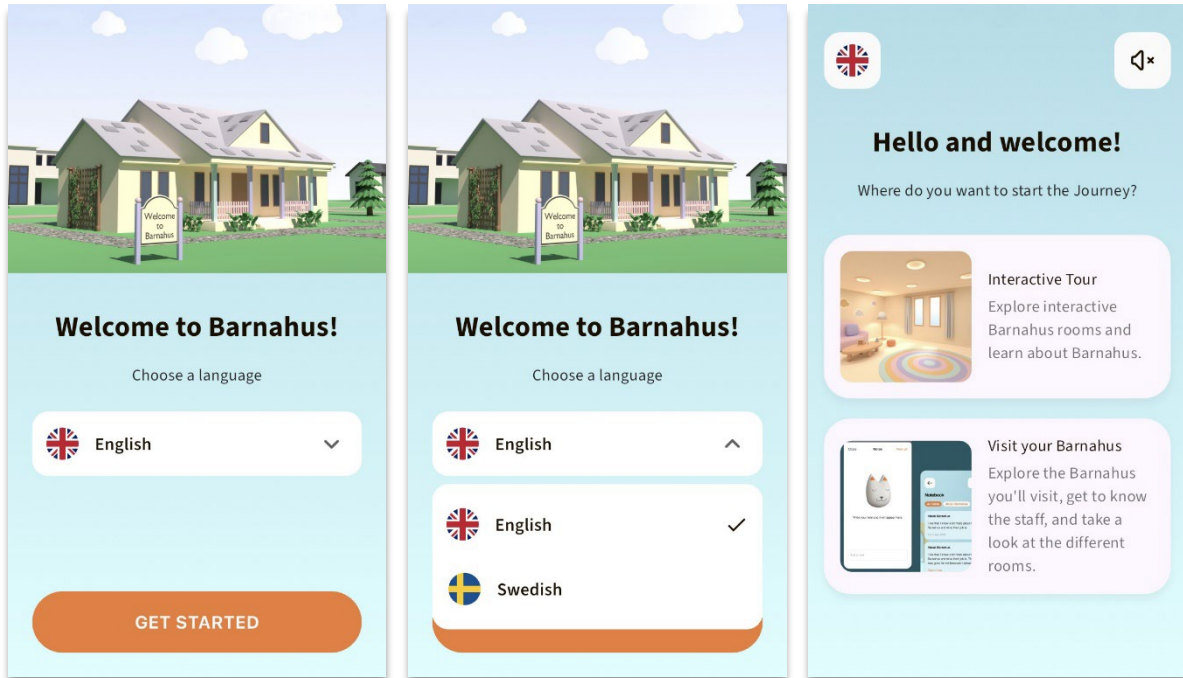 Welcome
to
Barnahus
Welcome to Barnahus!
Choose a language
English
GET STARTED
Welcome
to
Barnahus
Welcome to Barnahus!
Choose a language
English
English
Swedish
Hello and welcome!
Where do you want to start the Journey?
Interactive Tour
Explore interactive
Barnahus rooms and
learn about Barnahus.
Visit your Barnahus
Explore the Barnahus
you'll visit, get to know
the staff, and take a
look at the different
rooms.
Notebook